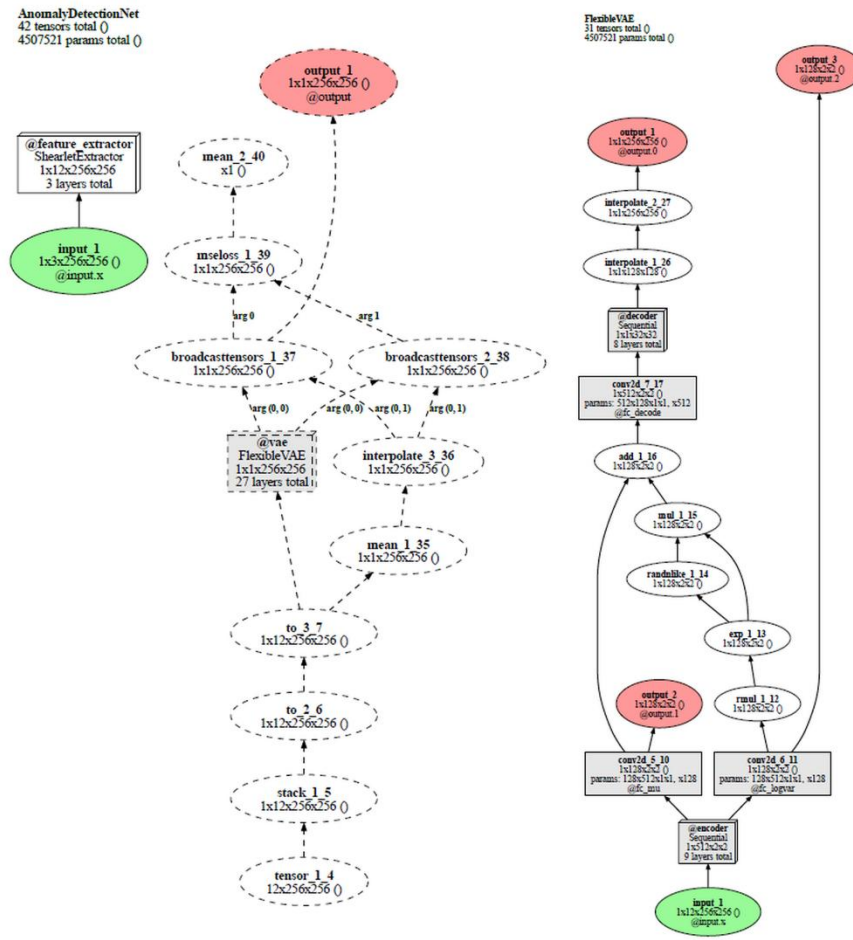 AnomalyDetectionNet
42 tensors total ()
4507521 params total ()
output_1
1x1x256x256 ()
@output
@feature_extractor
ShearletExtractor
1x12x256x256
3 layers total
input_1
1x3x256x256 ()
@input.x
mean_2_40
x1 ()
mseloss_1_39
1x1x256x256 ()
arg 0
arg 1
broadcasttensors_1_37
1x1x256x256 ()
broadcasttensors_2_38
1x1x256x256 ()
arg (0, 0)
arg (0, 0)
arg (0, 1)
arg (0, 1)
@vae
FlexibleVAE
1x1x256x256
27 layers total
interpolate_3_36
1x1x256x256 ()
mean_1_35
1x1x256x256 ()
to_3_7
1x12x256x256 ()
to_2_6
1x12x256x256 ()
stack_1_5
1x12x256x256 ()
tensor_1_4
12x256x256 ()
FlexibleVAE
31 tensors total ()
4507521 params total ()
output_3
1x128x2x2 ()
@output.2
output_1
1x1x256x256 ()
@output.0
interpolate_2_27
1x1x256x256 ()
interpolate_1_26
1x1x128x128 ()
@decoder
Sequential
1x1x32x32
8 layers total
conv2d_7_17
1x512x2x2 ()
params: 512x128x1x1, x512
@fc_decode
add_1_16
1x128x2x2 ()
mul_1_15
1x128x2x2 ()
randnlike_1_14
1x128x2x2 ()
exp_1_13
1x128x2x2 ()
output_2
1x128x2x2 ()
@output.1
rmul_1_12
1x128x2x2 ()
conv2d_5_10
1x128x2x2 ()
params: 128x512x1x1, x128
@fc_mu
conv2d_6_11
1x128x2x2 ()
params: 128x512x1x1, x128
@fc_logvar
@encoder
Sequential
1x512x2x2
9 layers total
input_1
1x12x256x256 ()
@input.x